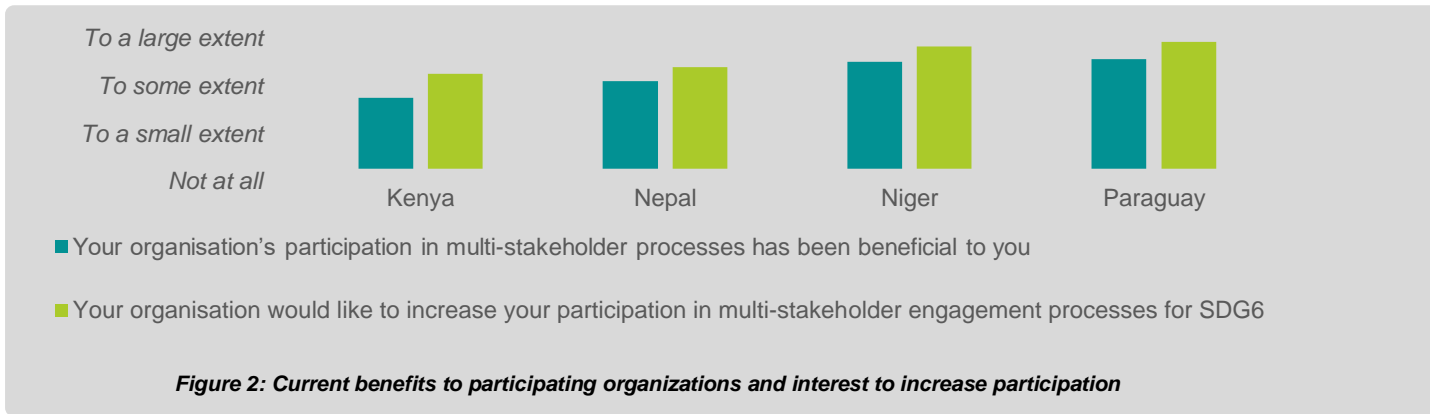 To a large extent
To some extent
To a small extent
Not at all
Kenya Nepal Niger Paraguay
Your organisation's participation in multi-stakeholder processes has been beneficial to you
Your organisation would like to increase your participation in multi-stakeholder engagement processes for SDG6
Figure 2: Current benefits to participating organizations and interest to increase participation